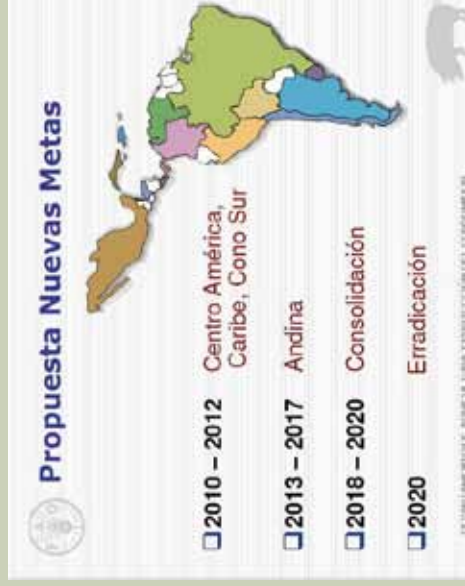 Propuesta Nuevas Metas
2010 – 2012 Centro América,
Caribe, Cono Sur
2013 – 2017 Andina
2018 – 2020 Consolidación
2020 Erradicación